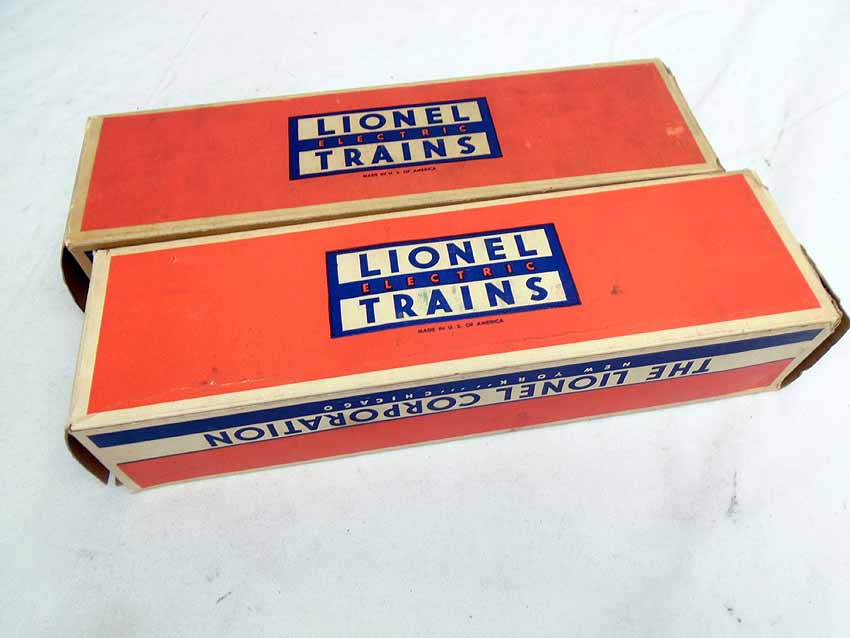 LIONEL
ELECTRIC
TRAINS
MADE IN U. S. OF AMERICA
LIONEL
ELECTRIC
TRAINS
MADE IN U. S. OF AMERICA
THE LIONEL CORPORATION
NEW YORK.....CHICAGO